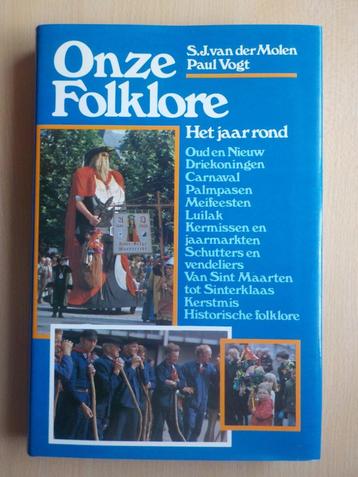 Onze
Folklore
S.J. van der Molen
Paul Vogt
Het jaar rond
Oud en Nieuw
Driekoningen
Carnaval
Palmpasen
Meifeesten
Luilak
Kermissen en
jaarmarkten
Schutters en
vendeliers
Van Sint Maarten
tot Sinterklaas
Kerstmis
Historische folklore